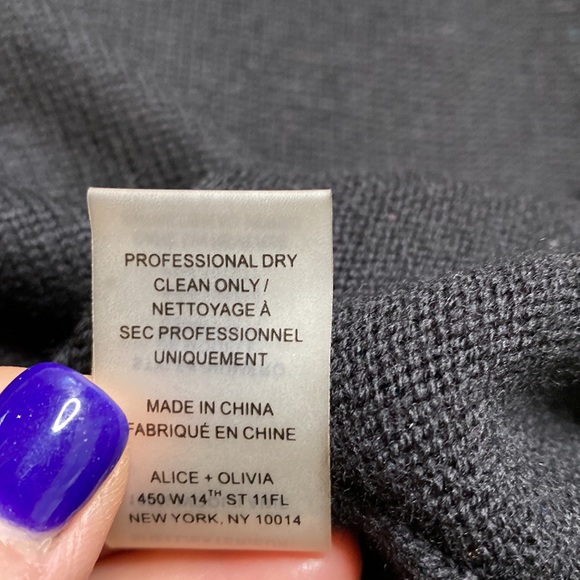 PROFESSIONAL DRY
CLEAN ONLY /
NETTOYAGE À
SEC PROFESSIONNEL
UNIQUEMENT
MADE IN CHINA
FABRIQUÉ EN CHINE
ALICE + OLIVIA
450 W 14TH ST 11FL
NEW YORK, NY 10014